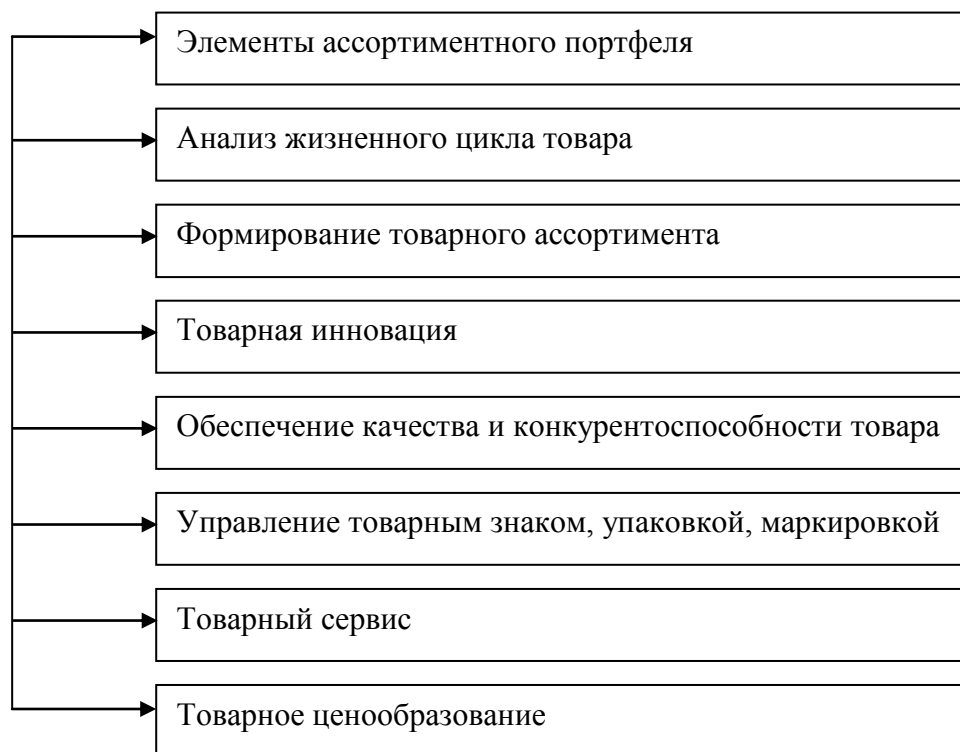 Элементы ассортиментного портфеля
Анализ жизненного цикла товара
Формирование товарного ассортимента
Товарная инновация
Обеспечение качества и конкурентоспособности товара
Управление товарным знаком, упаковкой, маркировкой
Товарный сервис
Товарное ценообразование